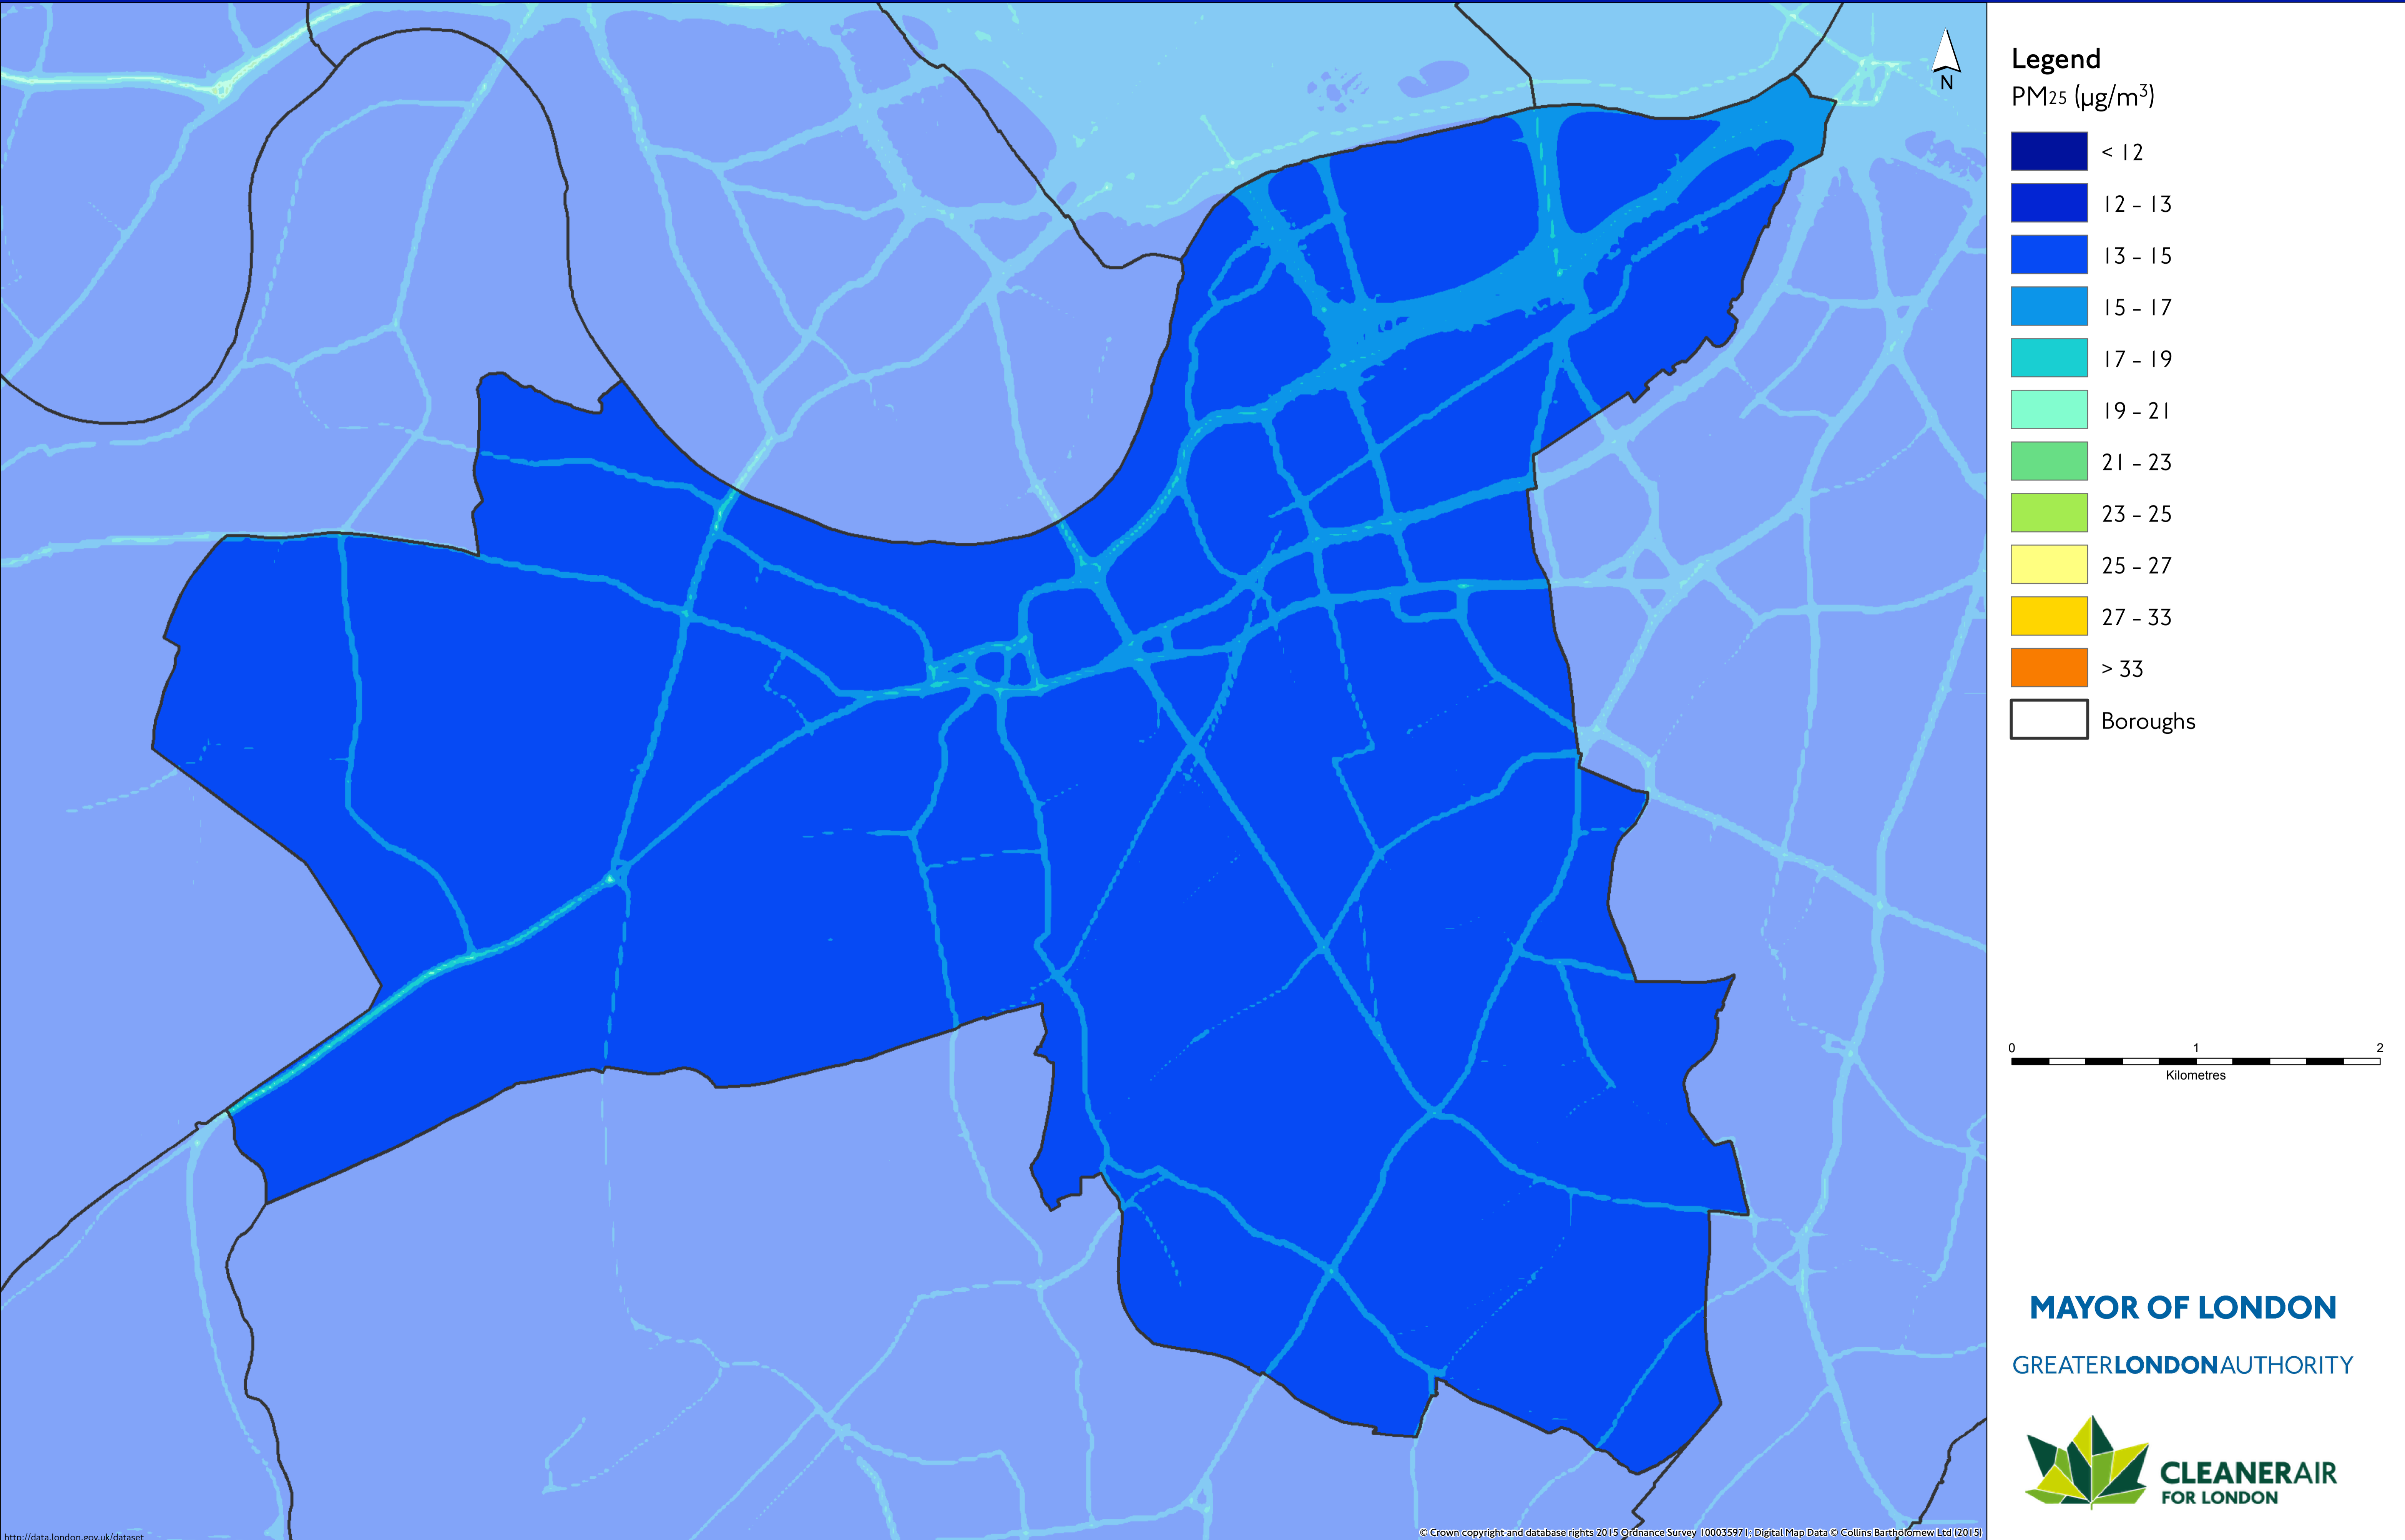 N
Legend
PM25 (µg/m3)
< 12
12 - 13
13 - 15
15 - 17
17 - 19
19 - 21
21 - 23
23 - 25
25 - 27
27 - 33
> 33
Boroughs
0 1 2
Kilometres
MAYOR OF LONDON
GREATERLONDONAUTHORITY
CLEANERAIR
FOR LONDON
http://data.london.gov.uk/dataset
© Crown copyright and database rights 2015 Ordnance Survey 100035971; Digital Map Data © Collins Bartholomew Ltd (2015)